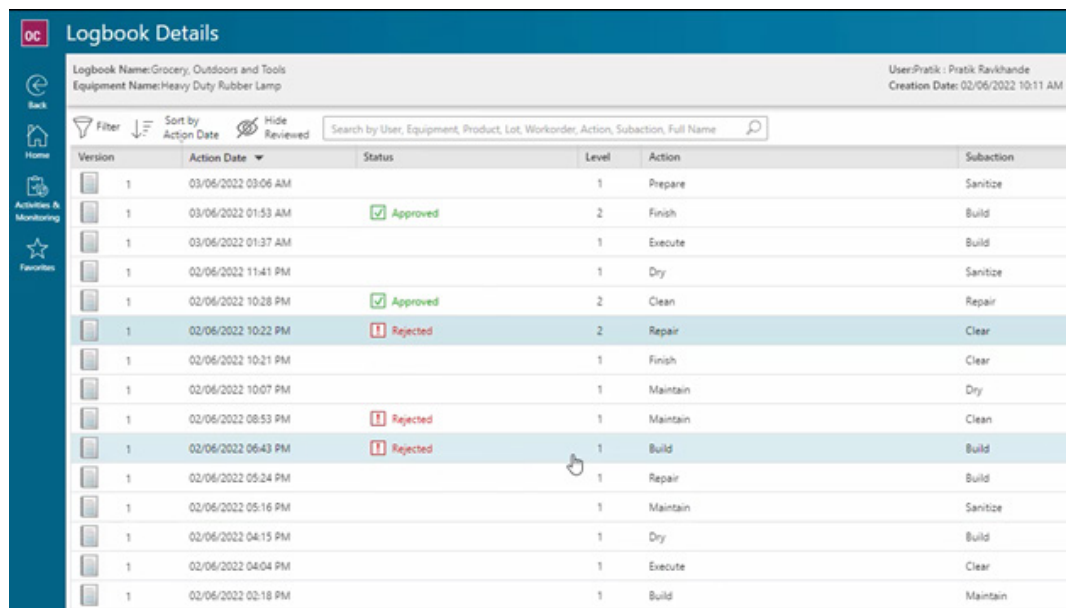 OC Logbook Details
Logbook Name:Grocery, Outdoors and Tools
Equipment Name:Heavy Duty Rubber Lamp
User:Pratik : Pratik Ravkhande
Creation Date: 02/06/2022 10:11 AM
Back
Home
Activities &
Monitoring
Favorites
Filter
Sort by
Action Date
Hide
Reviewed
Search by User, Equipment, Product, Lot, Workorder, Action, Subaction, Full Name
Version Action Date Status Level Action Subaction
1 03/06/2022 03:06 AM 1 Prepare Sanitize
1 03/06/2022 01:53 AM Approved 2 Finish Build
1 03/06/2022 01:37 AM 1 Execute Build
1 02/06/2022 11:41 PM 1 Dry Sanitize
1 02/06/2022 10:28 PM Approved 2 Clean Repair
1 02/06/2022 10:22 PM Rejected 2 Repair Clear
1 02/06/2022 10:21 PM 1 Finish Clear
1 02/06/2022 10:07 PM 1 Maintain Dry
1 02/06/2022 08:53 PM Rejected 1 Maintain Clean
1 02/06/2022 06:43 PM Rejected 1 Build Build
1 02/06/2022 05:24 PM 1 Repair Build
1 02/06/2022 05:16 PM 1 Maintain Sanitize
1 02/06/2022 04:15 PM 1 Dry Build
1 02/06/2022 04:04 PM 1 Execute Clear
1 02/06/2022 02:18 PM 1 Build Maintain